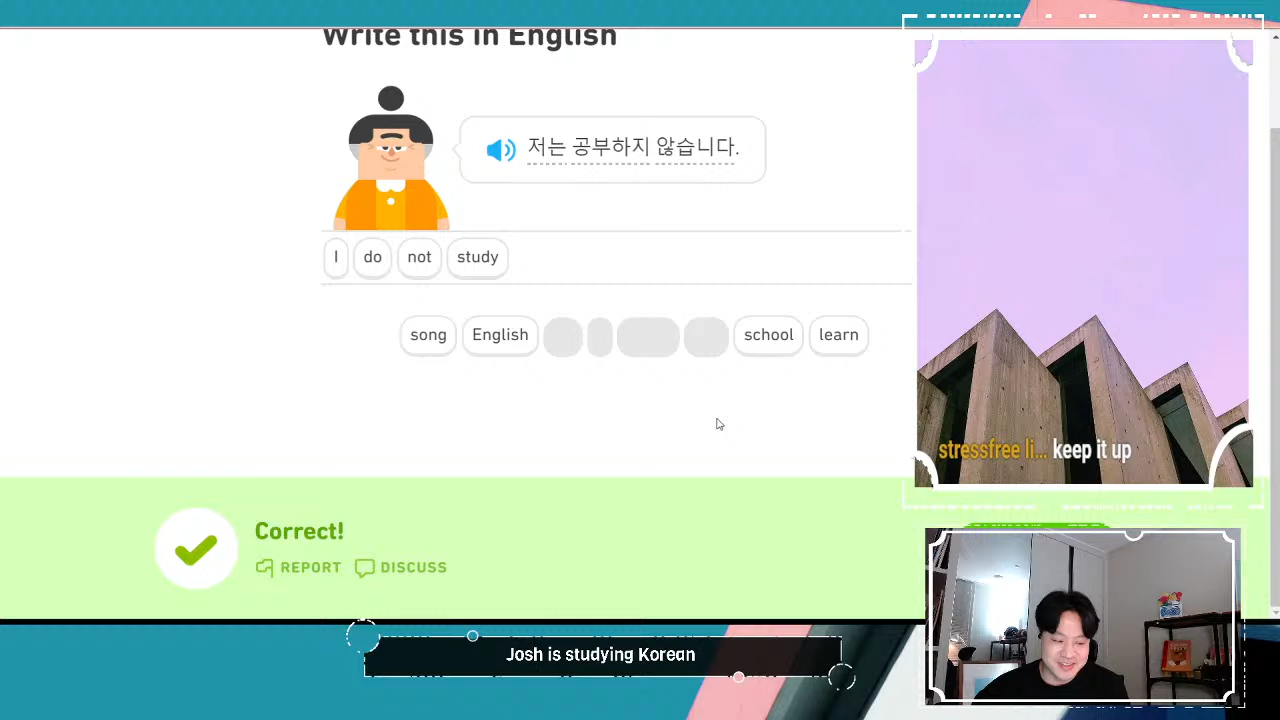 Write this in English
저는 공부하지 않습니다.
I do not study
song English school learn
stressfree li... keep it up
Correct!
REPORT DISCUSS
Josh is studying Korean